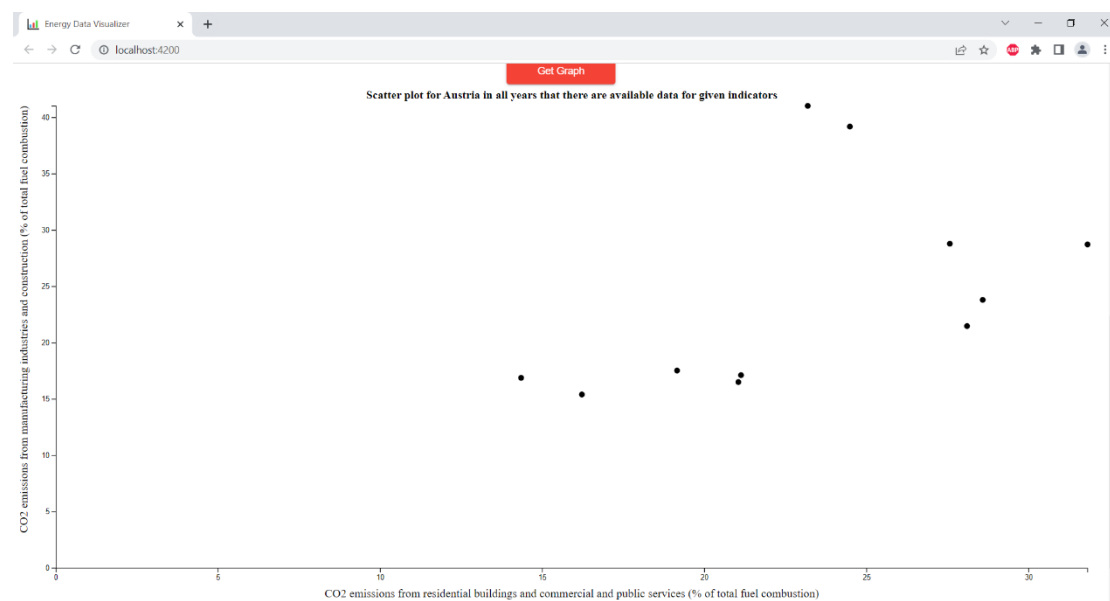 Energy Data Visualizer
localhost:4200
ABP
Get Graph
Scatter plot for Austria in all years that there are available data for given indicators
CO2 emissions from manufacturing industries and construction (% of total fuel combustion)
40
35
30
25
20
15
10
5
0
0 5 10 15 20 25 30
CO2 emissions from residential buildings and commercial and public services (% of total fuel combustion)